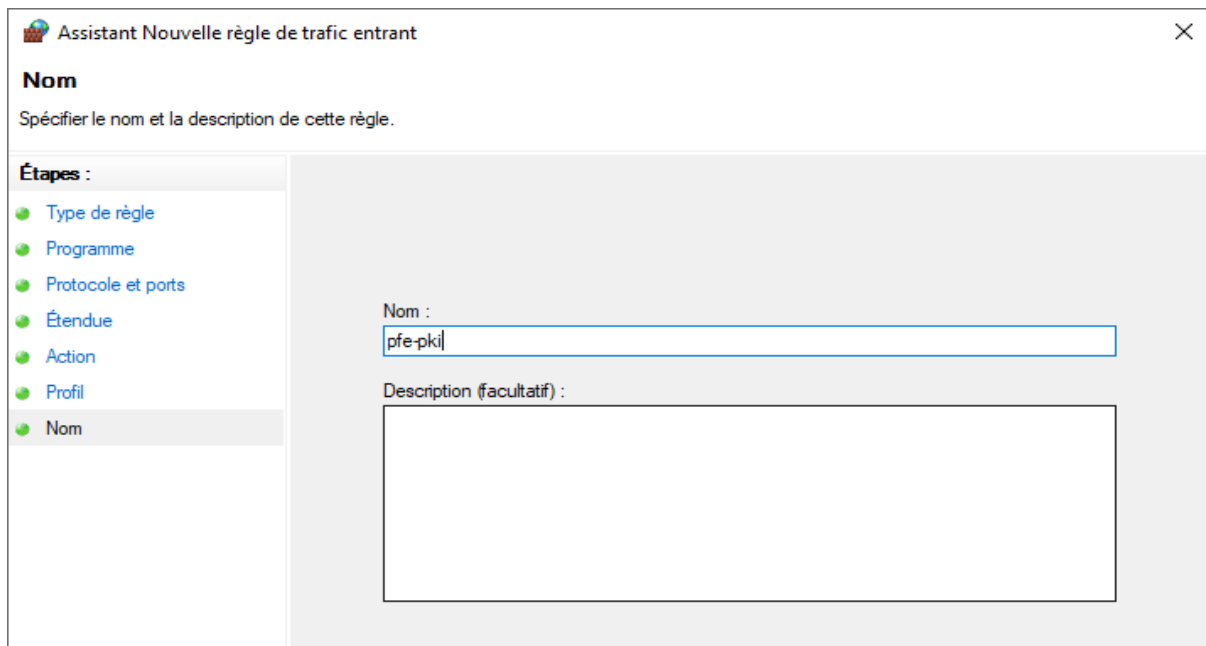 Assistant Nouvelle règle de trafic entrant
Nom
Spécifier le nom et la description de cette règle.
Étapes :
Type de règle
Programme
Protocole et ports
Étendue
Action
Profil
Nom
Nom :
pfe-pki
Description (facultatif) :